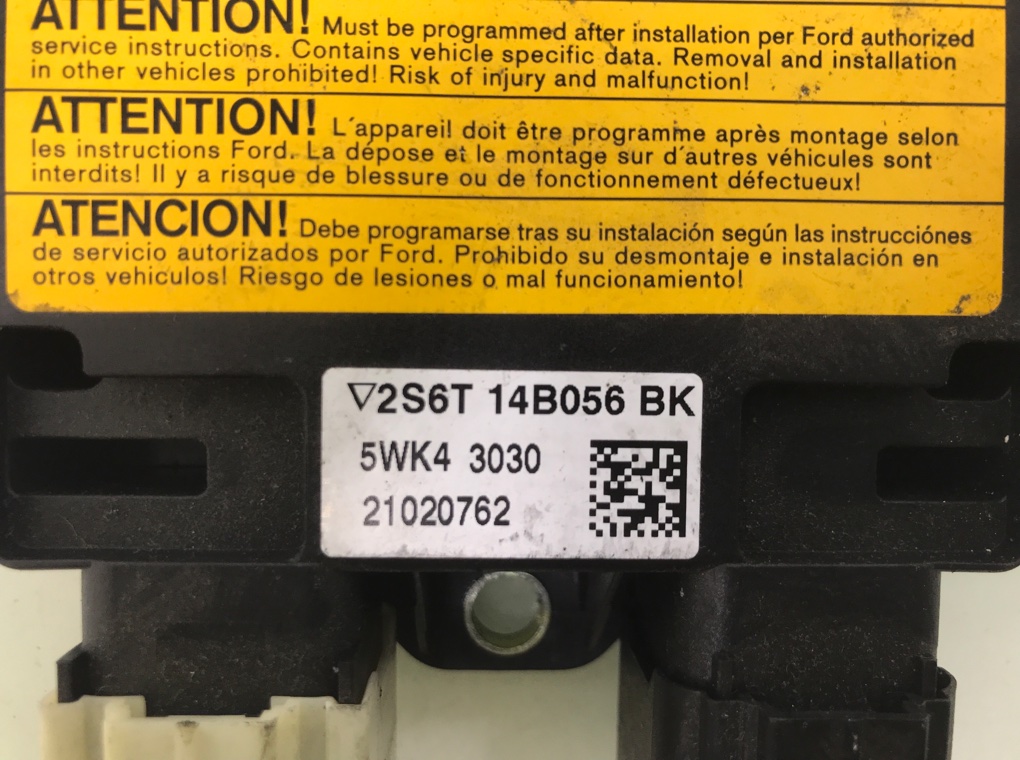 ATTENTION! Must be programmed after installation per Ford authorized
service instructions. Contains vehicle specific data. Removal and installation
in other vehicles prohibited! Risk of injury and malfunction!
ATTENTION! L´appareil doit être programme après montage selon
les instructions Ford. La dépose et le montage sur d´autres véhicules sont
interdits! Il y a risque de blessure ou de fonctionnement défectueux!
ATENCION! Debe programarse tras su instalación según las instrucciónes
de servicio autorizados por Ford. Prohibido su desmontaje e instalación en
otros vehiculos! Riesgo de lesiones o mal funcionamiento!
▽2S6T 14B056 BK
5WK4 3030
21020762